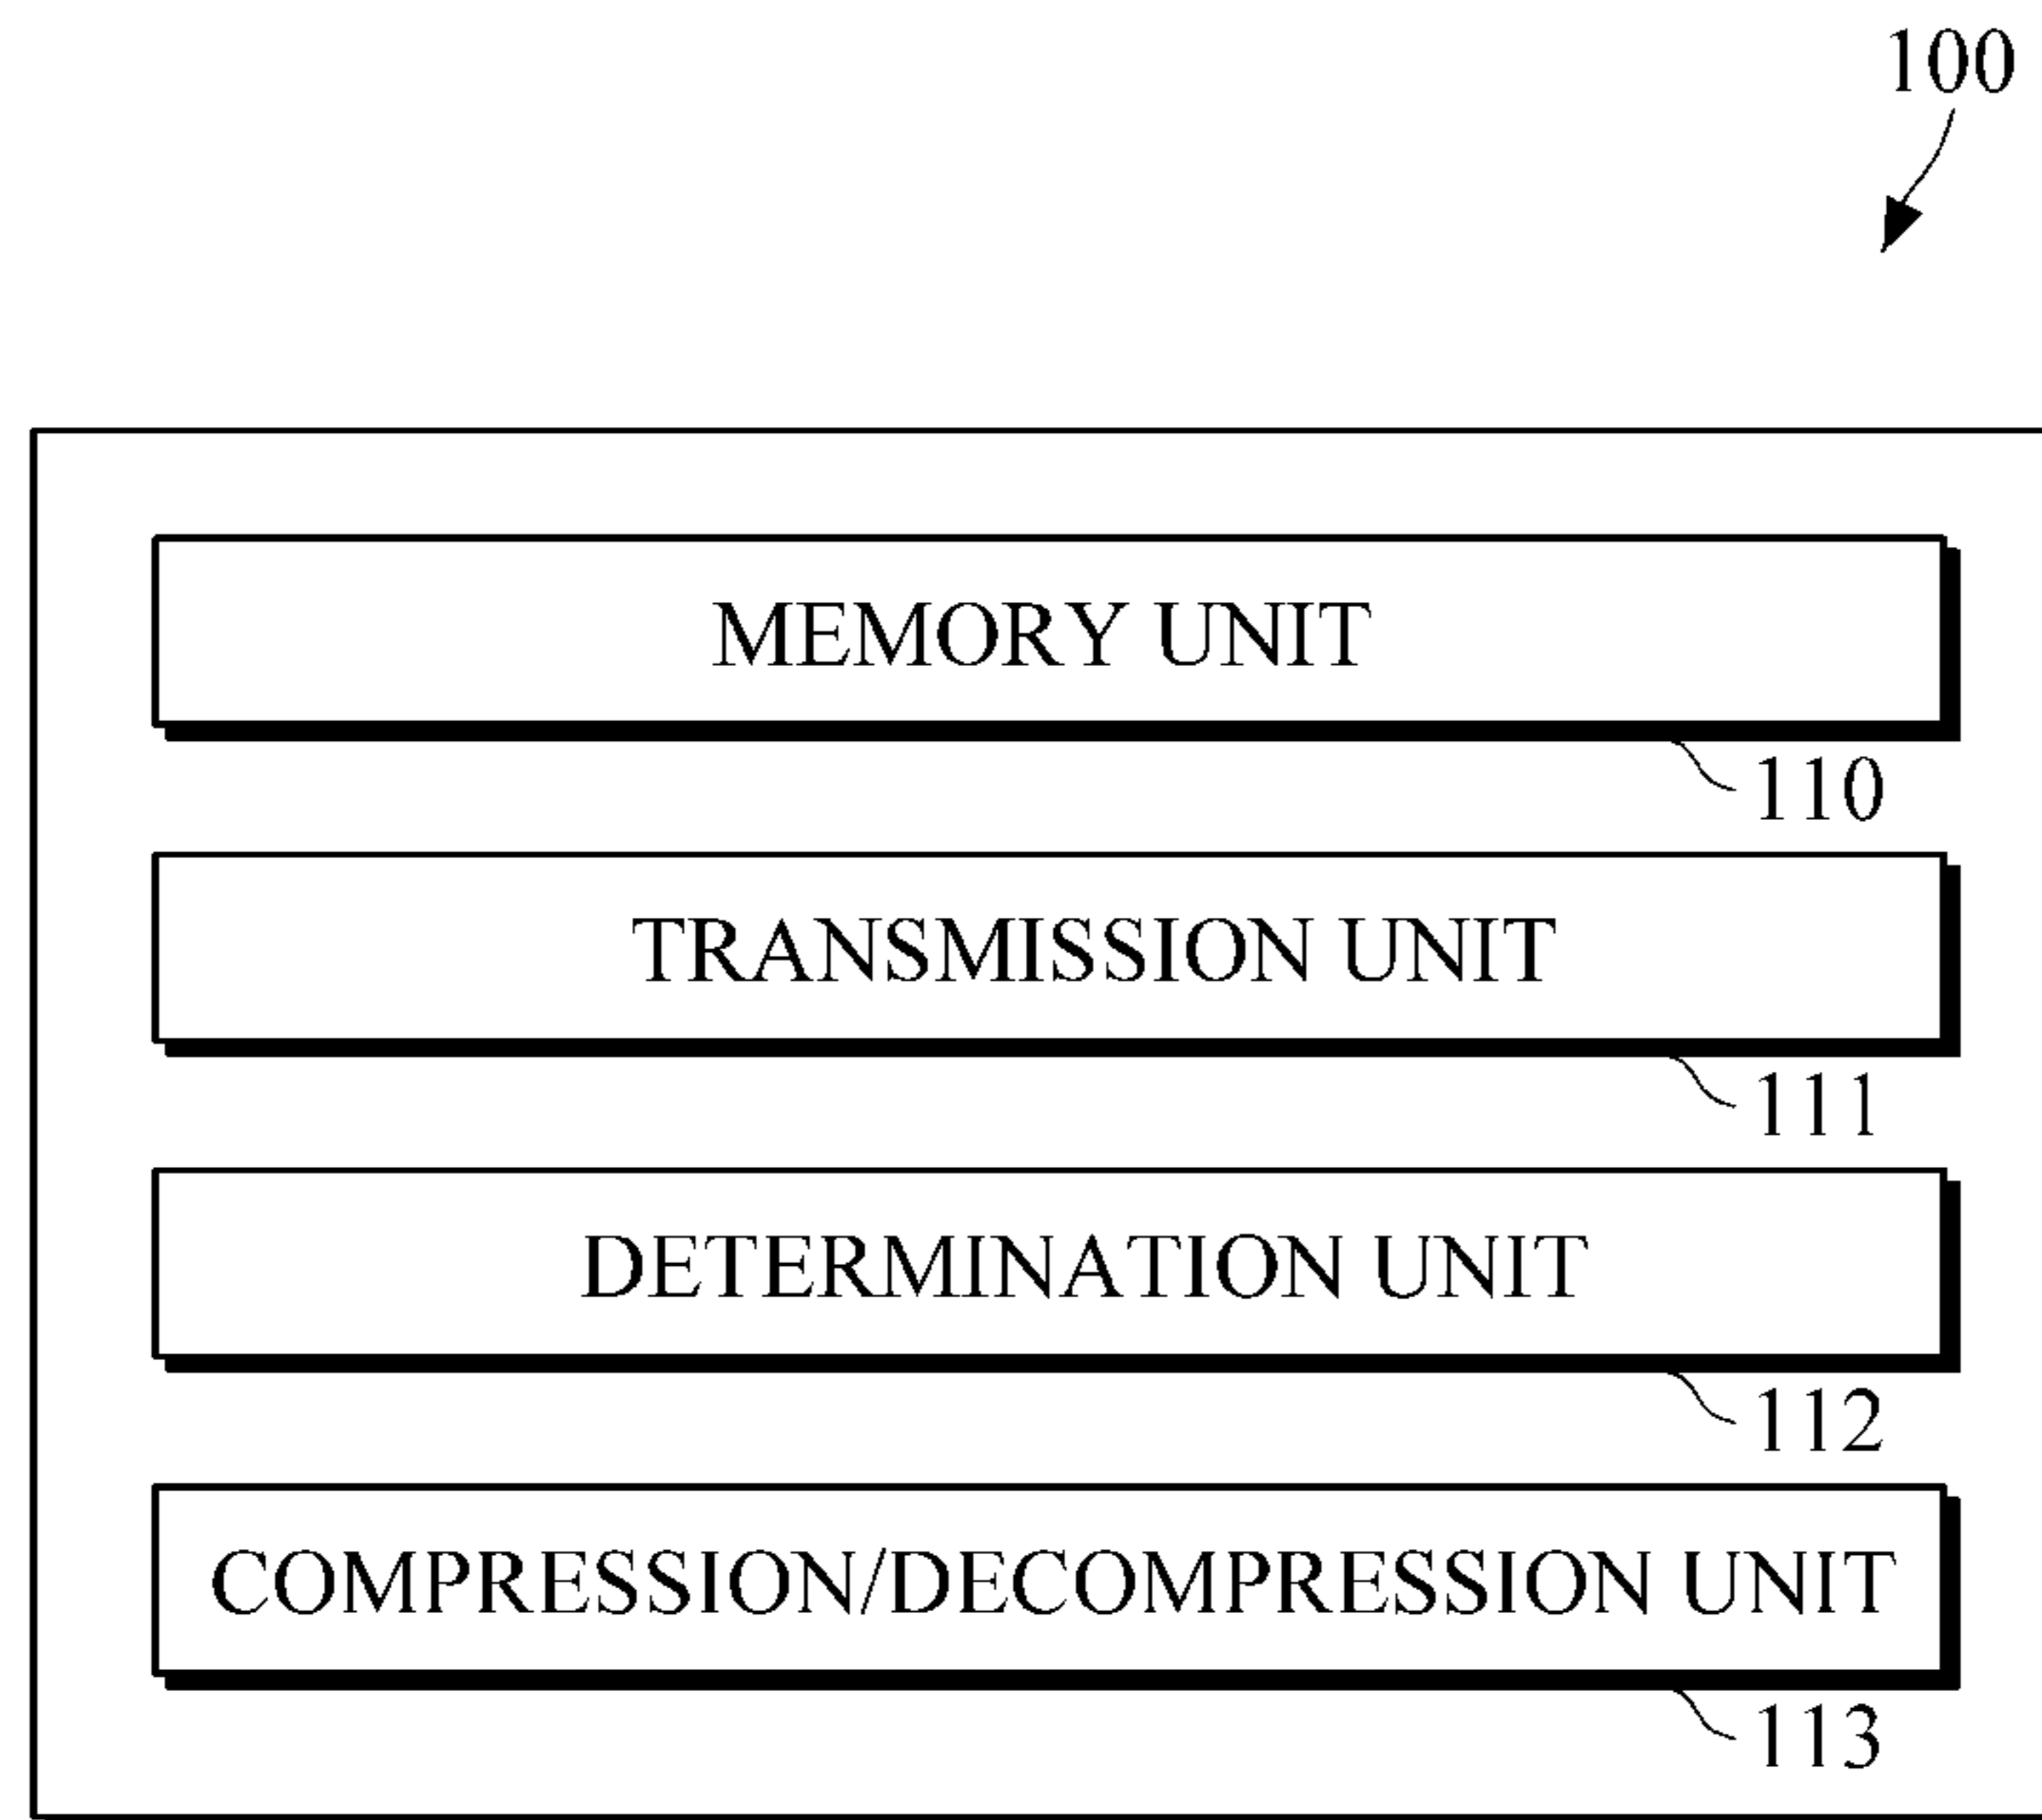 100
MEMORY UNIT
110
TRANSMISSION UNIT
111
DETERMINATION UNIT
112
COMPRESSION/DECOMPRESSION UNIT
113